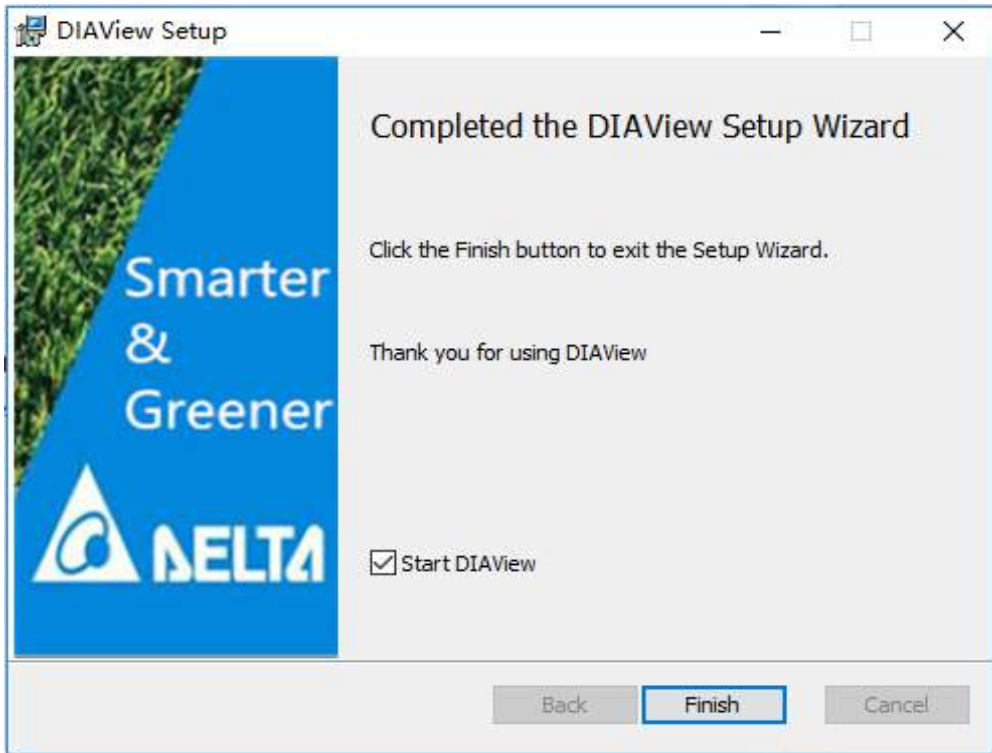 DIAView Setup
Completed the DIAView Setup Wizard
Click the Finish button to exit the Setup Wizard.
Thank you for using DIAView
Smarter
&
Greener
DELTA
Start DIAView
Back
Finish
Cancel